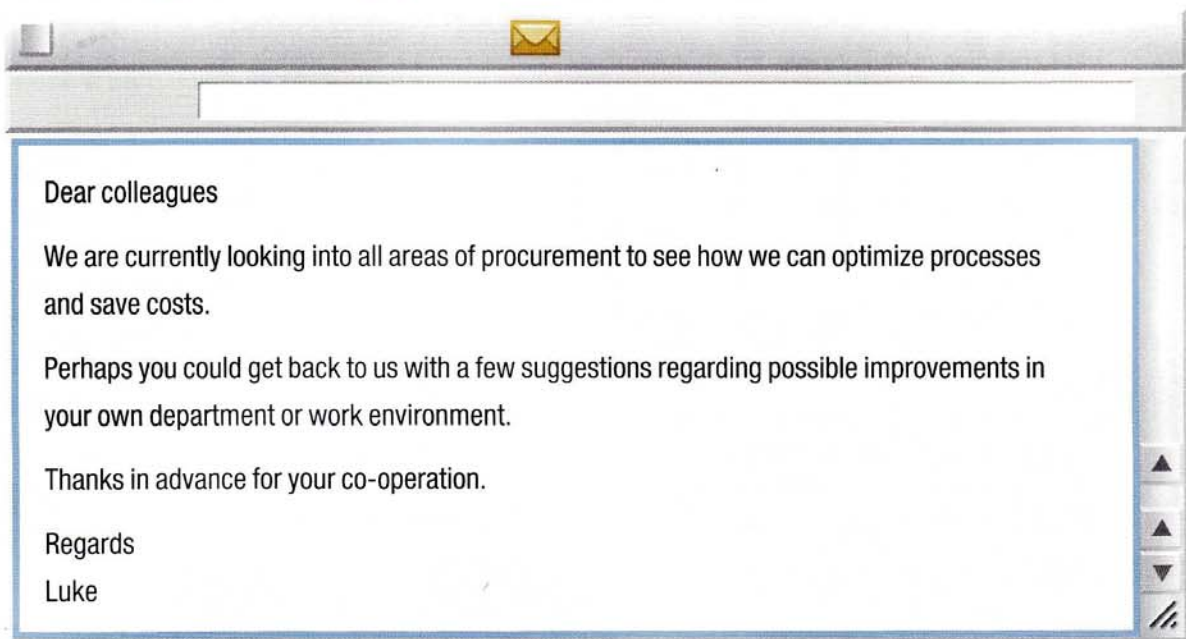 Dear colleagues
We are currently looking into all areas of procurement to see how we can optimize processes
and save costs.
Perhaps you could get back to us with a few suggestions regarding possible improvements in
your own department or work environment.
Thanks in advance for your co-operation.
Regards
Luke